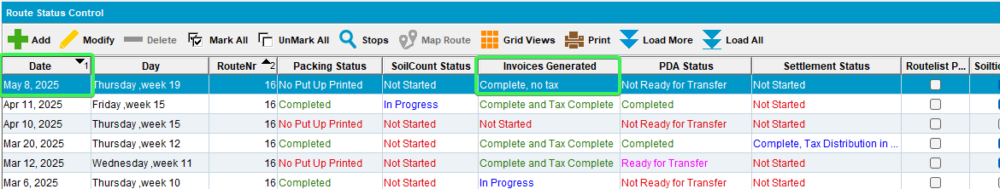 Route Status Control
Add Modify Delete Mark All UnMark All Stops Map Route Grid Views Print Load More Load All
Date 1 Day RouteNr 2 Packing Status SoilCount Status Invoices Generated PDA Status Settlement Status Routelist P... Soiltic
May 8, 2025 Thursday ,week 19 16 No Put Up Printed Not Started Complete, no tax Not Ready for Transfer Not Started
Apr 11, 2025 Friday ,week 15 16 Completed In Progress Complete and Tax Complete Completed Not Started
Apr 10, 2025 Thursday ,week 15 16 No Put Up Printed Not Started Not Started Not Ready for Transfer Not Started
Mar 20, 2025 Thursday ,week 12 16 Completed Not Started Complete and Tax Complete Completed Complete, Tax Distribution in ...
Mar 12, 2025 Wednesday ,week 11 16 No Put Up Printed Not Started Complete and Tax Complete Ready for Transfer Not Started
Mar 6, 2025 Thursday ,week 10 16 Completed Not Started In Progress Not Ready for Transfer Not Started